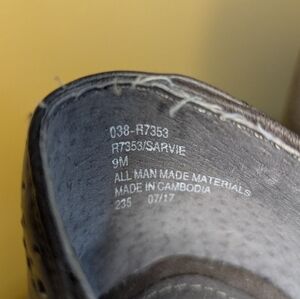 038-R7353
R7353/SARVIE
9M
ALL MAN MADE MATERIALS
MADE IN CAMBODIA
235 07/17